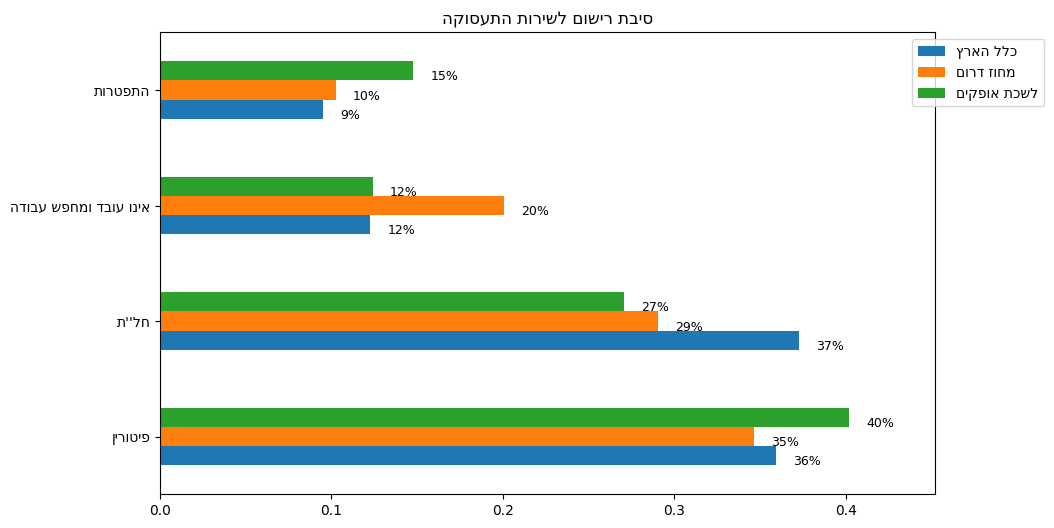 סיבת רישום לשירות התעסוקה
כלל הארץ
מחוז דרום
לשכת אופקים
התפטרות
15%
10%
9%
אינו עובד ומחפש עבודה
12%
20%
12%
חל''ת
27%
29%
37%
פיטורין
40%
35%
36%
0.0 0.1 0.2 0.3 0.4